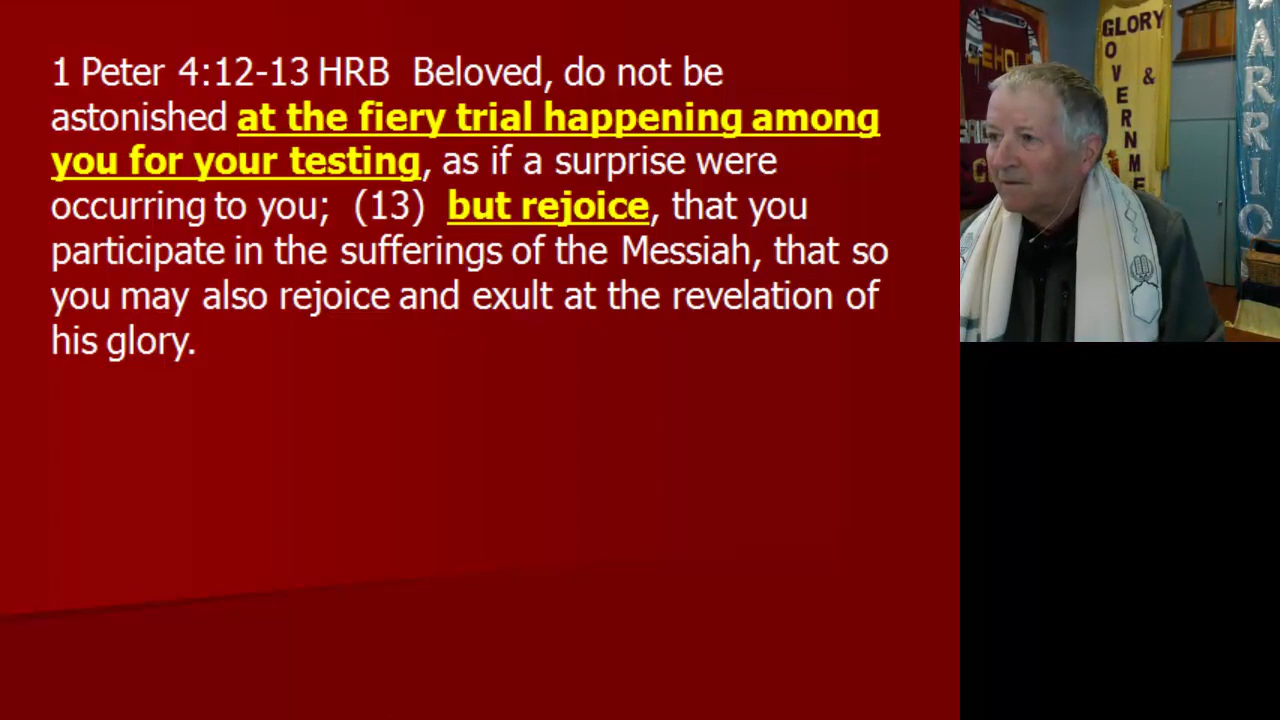 1 Peter 4:12-13 HRB Beloved, do not be
astonished at the fiery trial happening among
you for your testing, as if a surprise were
occurring to you; (13) but rejoice, that you
participate in the sufferings of the Messiah, that so
you may also rejoice and exult at the revelation of
his glory.
GLORY
&